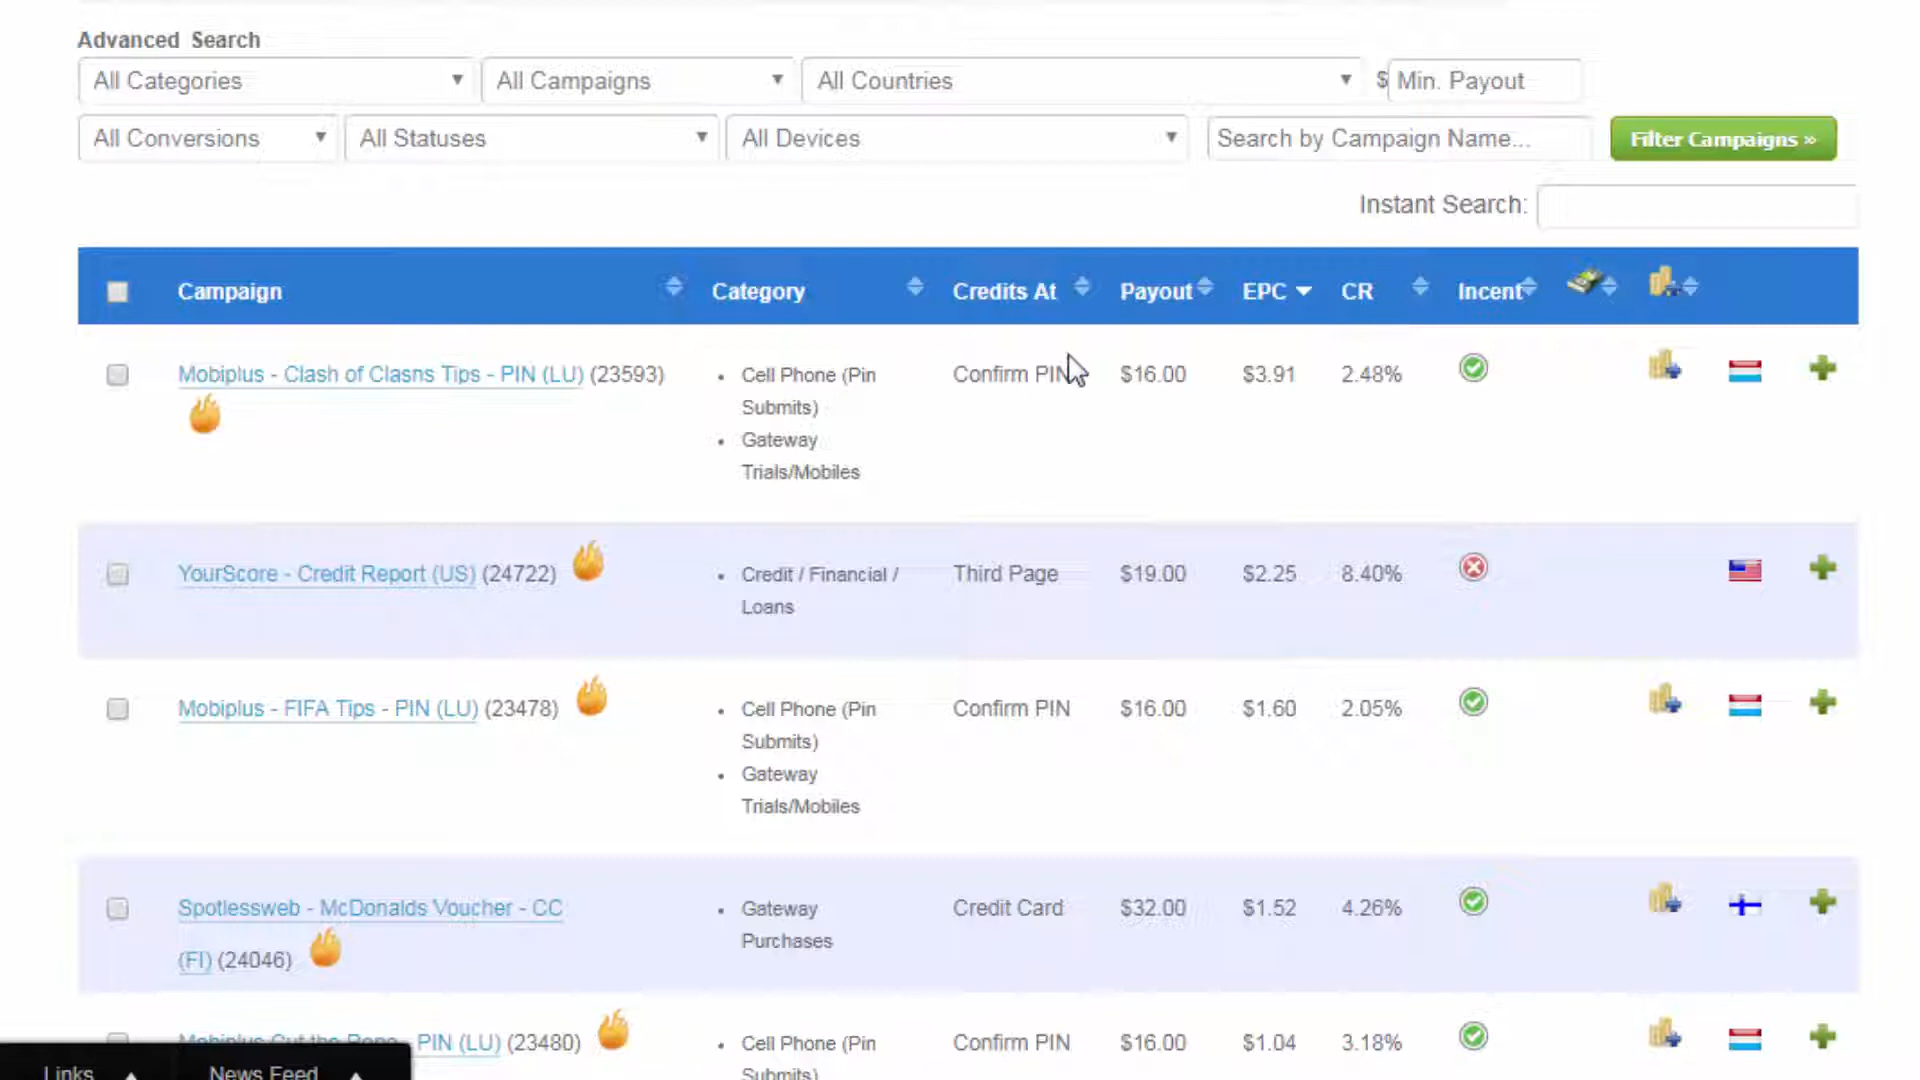 Advanced Search
All Categories All Campaigns All Countries $ Min. Payout
All Conversions All Statuses All Devices Search by Campaign Name... Filter Campaigns »
Instant Search:
Campaign Category Credits At Payout EPC CR Incent
Mobiplus - Clash of Clasns Tips - PIN (LU) (23593) • Cell Phone (Pin Confirm PIN $16.00 $3.91 2.48%
Submits)
• Gateway
Trials/Mobiles
YourScore - Credit Report (US) (24722) • Credit / Financial / Third Page $19.00 $2.25 8.40%
Loans
Mobiplus - FIFA Tips - PIN (LU) (23478) • Cell Phone (Pin Confirm PIN $16.00 $1.60 2.05%
Submits)
• Gateway
Trials/Mobiles
Spotlessweb - McDonalds Voucher - CC • Gateway Credit Card $32.00 $1.52 4.26%
(FI) (24046) Purchases
Mobiplus Cut the Rope - PIN (LU) (23480) • Cell Phone (Pin Confirm PIN $16.00 $1.04 3.18%
Links News Feed Submits)